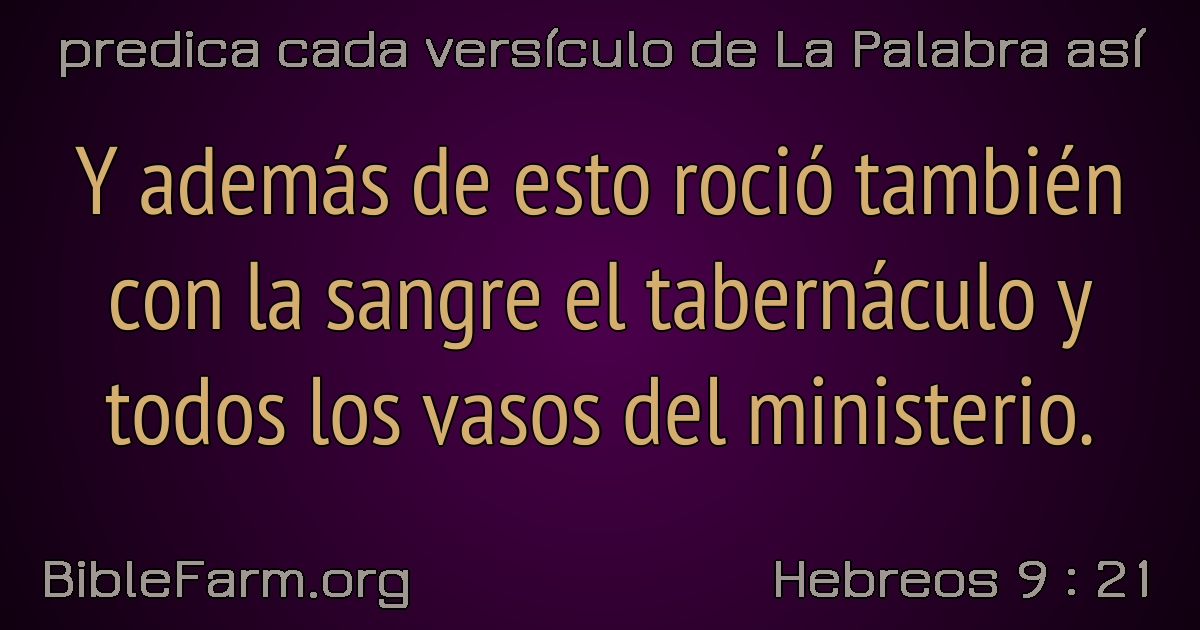 predica cada versículo de La Palabra así
Y además de esto roció también
con la sangre el tabernáculo y
todos los vasos del ministerio.
BibleFarm.org
Hebreos 9 : 21